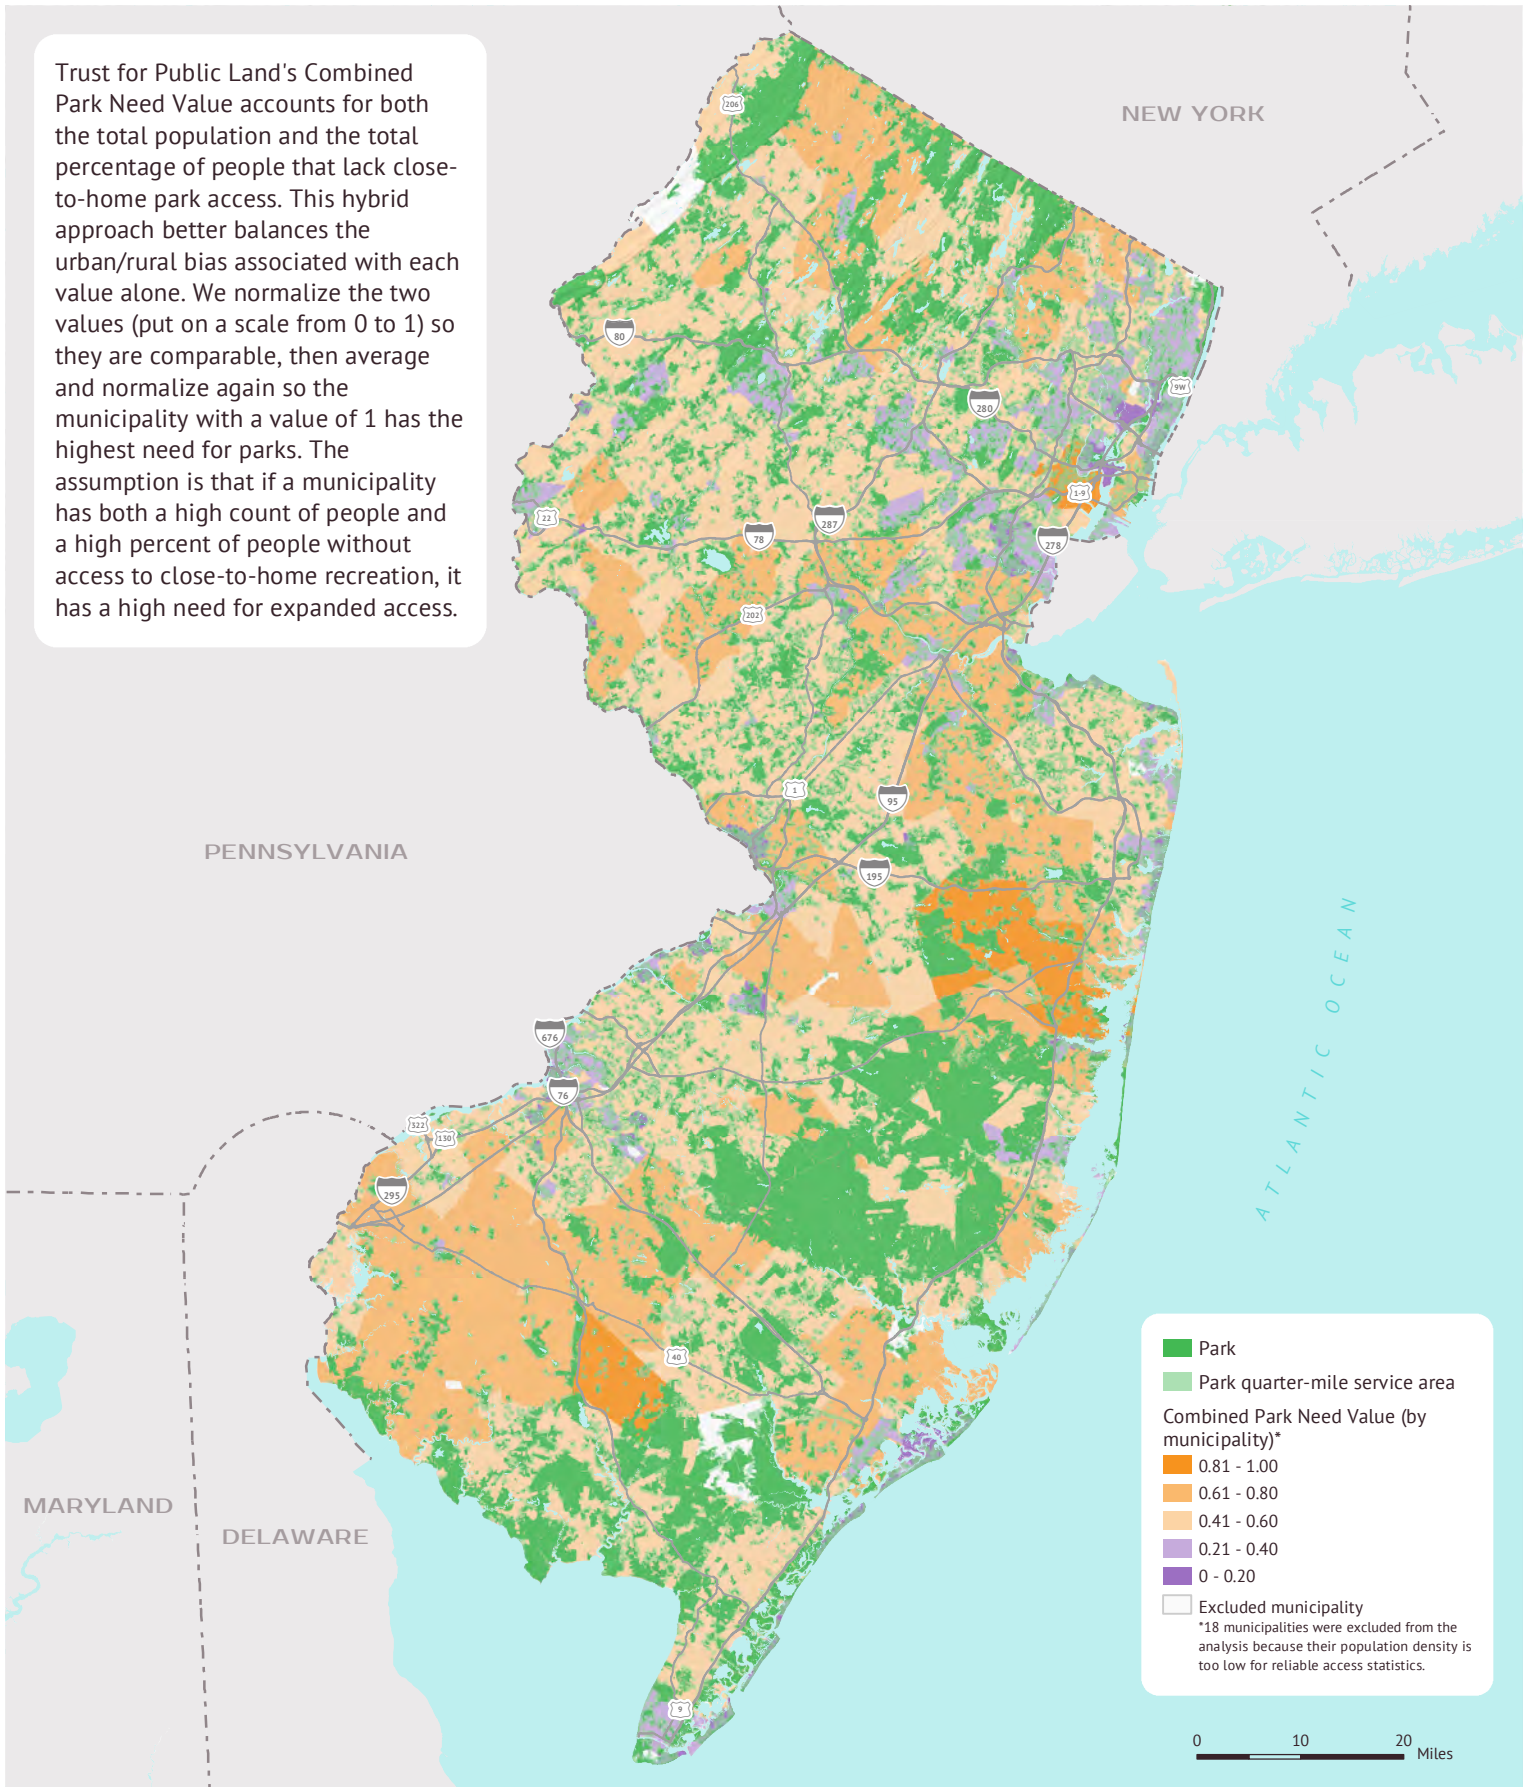 Trust for Public Land's Combined
Park Need Value accounts for both
the total population and the total
percentage of people that lack close-
to-home park access. This hybrid
approach better balances the
urban/rural bias associated with each
value alone. We normalize the two
values (put on a scale from 0 to 1) so
they are comparable, then average
and normalize again so the
municipality with a value of 1 has the
highest need for parks. The
assumption is that if a municipality
has both a high count of people and
a high percent of people without
access to close-to-home recreation, it
has a high need for expanded access.
NEW YORK
206
80
9W
280
1-9
22
287
78
278
202
1
95
PENNSYLVANIA
195
ATLANTIC OCEAN
676
76
322
130
295
40
MARYLAND
DELAWARE
9
Park
Park quarter-mile service area
Combined Park Need Value (by
municipality)*
0.81 - 1.00
0.61 - 0.80
0.41 - 0.60
0.21 - 0.40
0 - 0.20
Excluded municipality
*18 municipalities were excluded from the
analysis because their population density is
too low for reliable access statistics.
0 10 20
Miles